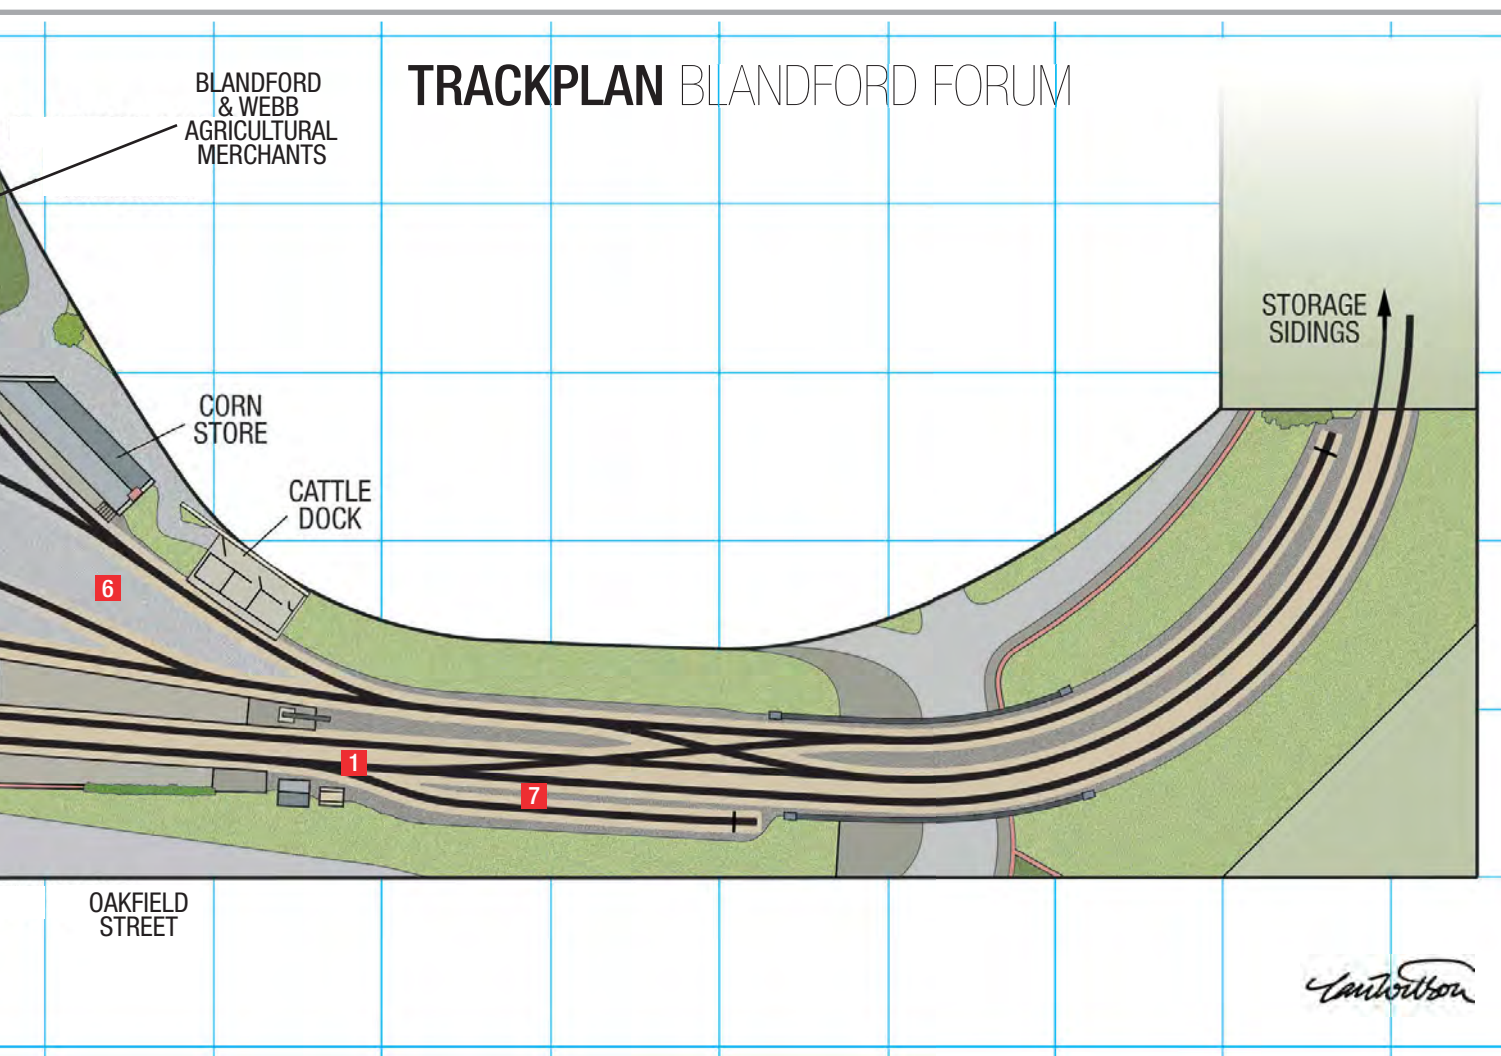 TRACKPLAN BLANDFORD FORUM
BLANDFORD
& WEBB
AGRICULTURAL
MERCHANTS
STORAGE
SIDINGS
CORN
STORE
CATTLE
DOCK
6
1
7
OAKFIELD
STREET